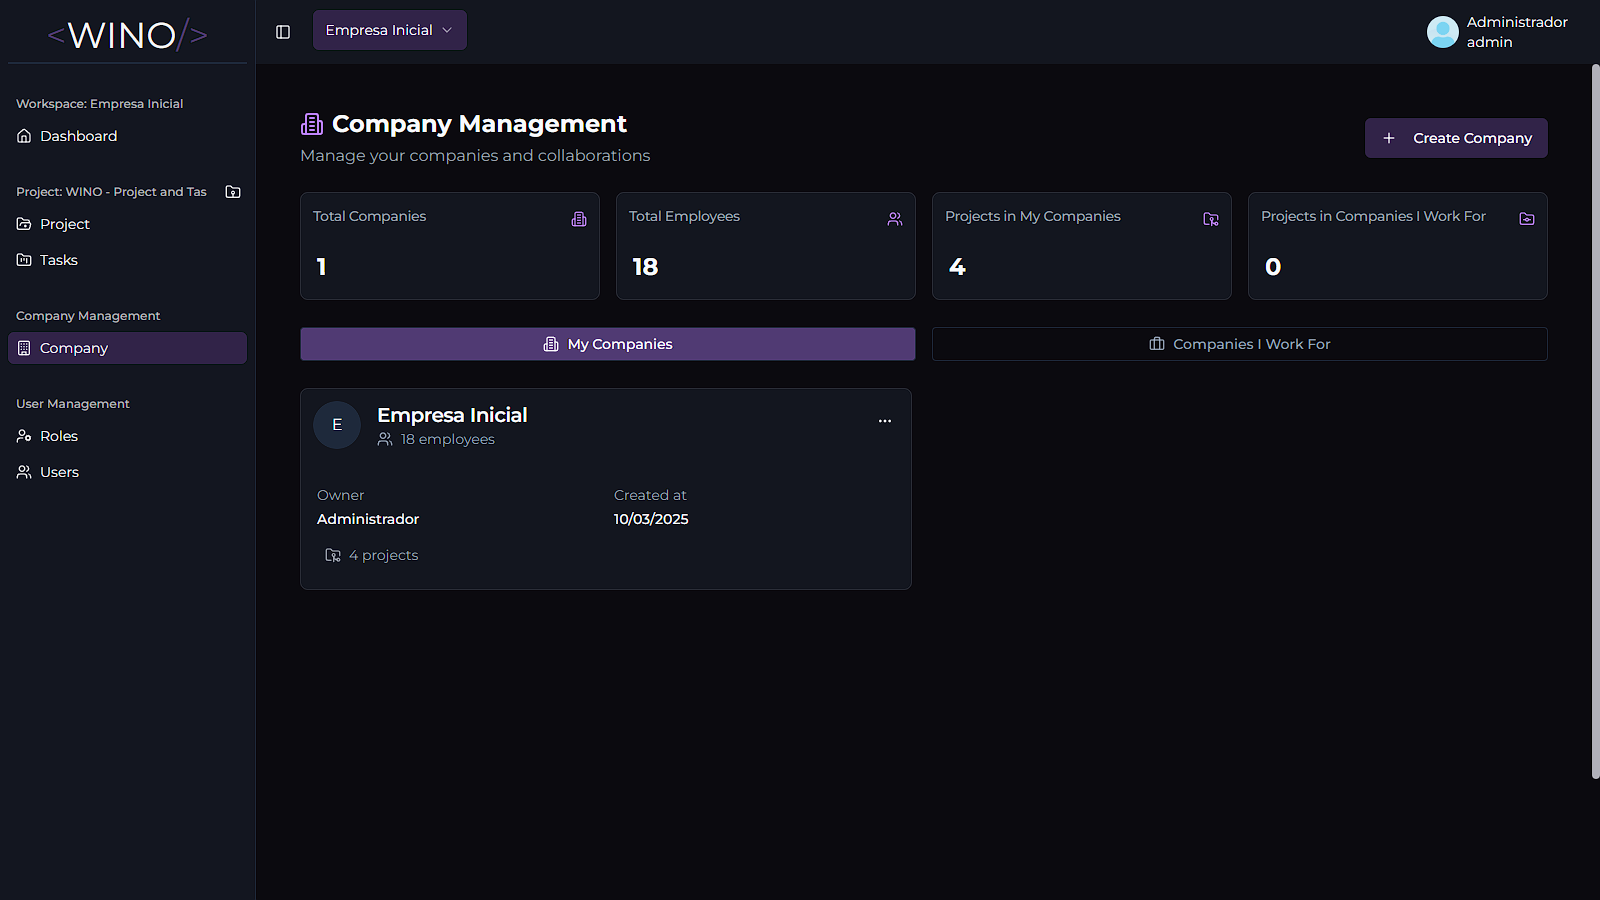 <WINO/>
Workspace: Empresa Inicial
Dashboard
Project: WINO - Project and Tas
Project
Tasks
Company Management
Company
User Management
Roles
Users
Empresa Inicial
Administrador
admin
Company Management
Manage your companies and collaborations
Create Company
Total Companies
1
Total Employees
18
Projects in My Companies
4
Projects in Companies I Work For
0
My Companies
Companies I Work For
E
Empresa Inicial
18 employees
Owner
Administrador
Created at
10/03/2025
4 projects